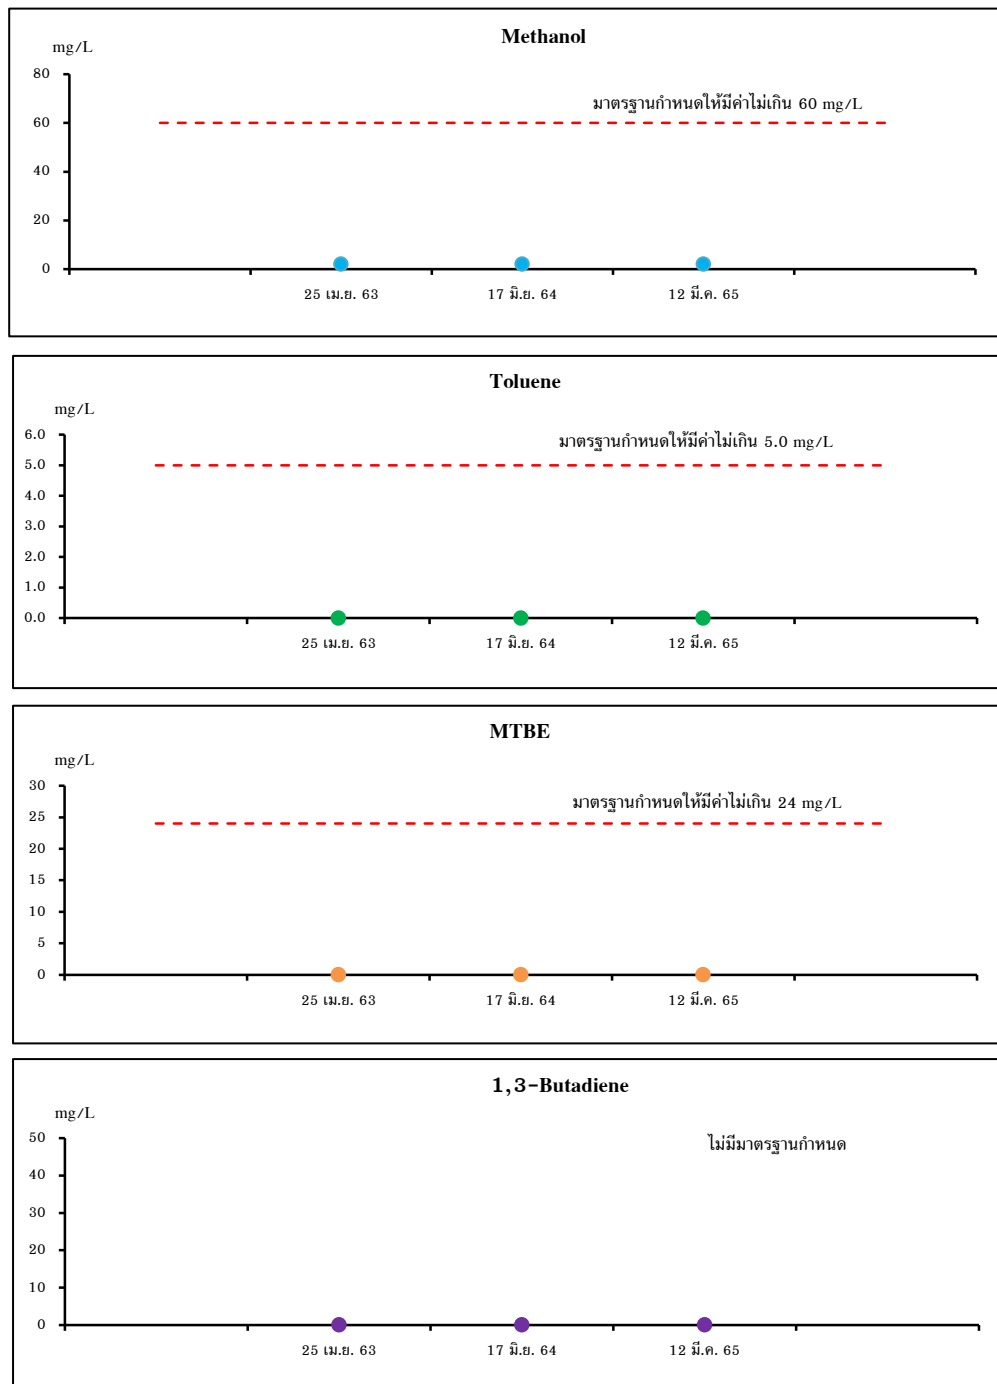 Methanol
mg/L
80
มาตรฐานกำหนดให้มีค่าไม่เกิน 60 mg/L
60
40
20
0
25 เม.ย. 63 17 มิ.ย. 64 12 มี.ค. 65
Toluene
mg/L
6.0
มาตรฐานกำหนดให้มีค่าไม่เกิน 5.0 mg/L
5.0
4.0
3.0
2.0
1.0
0.0
25 เม.ย. 63 17 มิ.ย. 64 12 มี.ค. 65
MTBE
mg/L
30
มาตรฐานกำหนดให้มีค่าไม่เกิน 24 mg/L
25
20
15
10
5
0
25 เม.ย. 63 17 มิ.ย. 64 12 มี.ค. 65
1,3-Butadiene
mg/L
50
ไม่มีมาตรฐานกำหนด
40
30
20
10
0
25 เม.ย. 63 17 มิ.ย. 64 12 มี.ค. 65